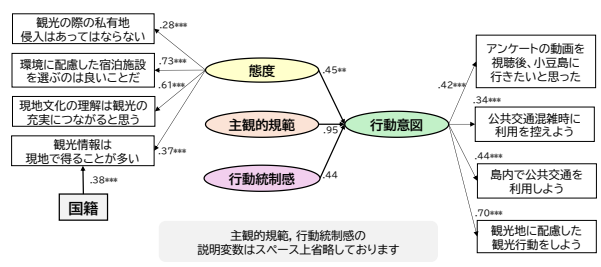 観光の際の私有地
侵入はあってはならない
環境に配慮した宿泊施設
を選ぶのは良いことだ
現地文化の理解は観光の
充実につながると思う
観光情報は
現地で得ることが多い
国籍
.28***
.73***
.61***
.37***
.38***
態度
主観的規範
行動統制感
.45**
.95
.44
行動意図
.42***
.34***
.44***
.70***
アンケートの動画を
視聴後、小豆島に
行きたいと思った
公共交通混雑時に
利用を控えよう
島内で公共交通を
利用しよう
観光地に配慮した
観光行動をしよう
主観的規範, 行動統制感の
説明変数はスペース上省略しております